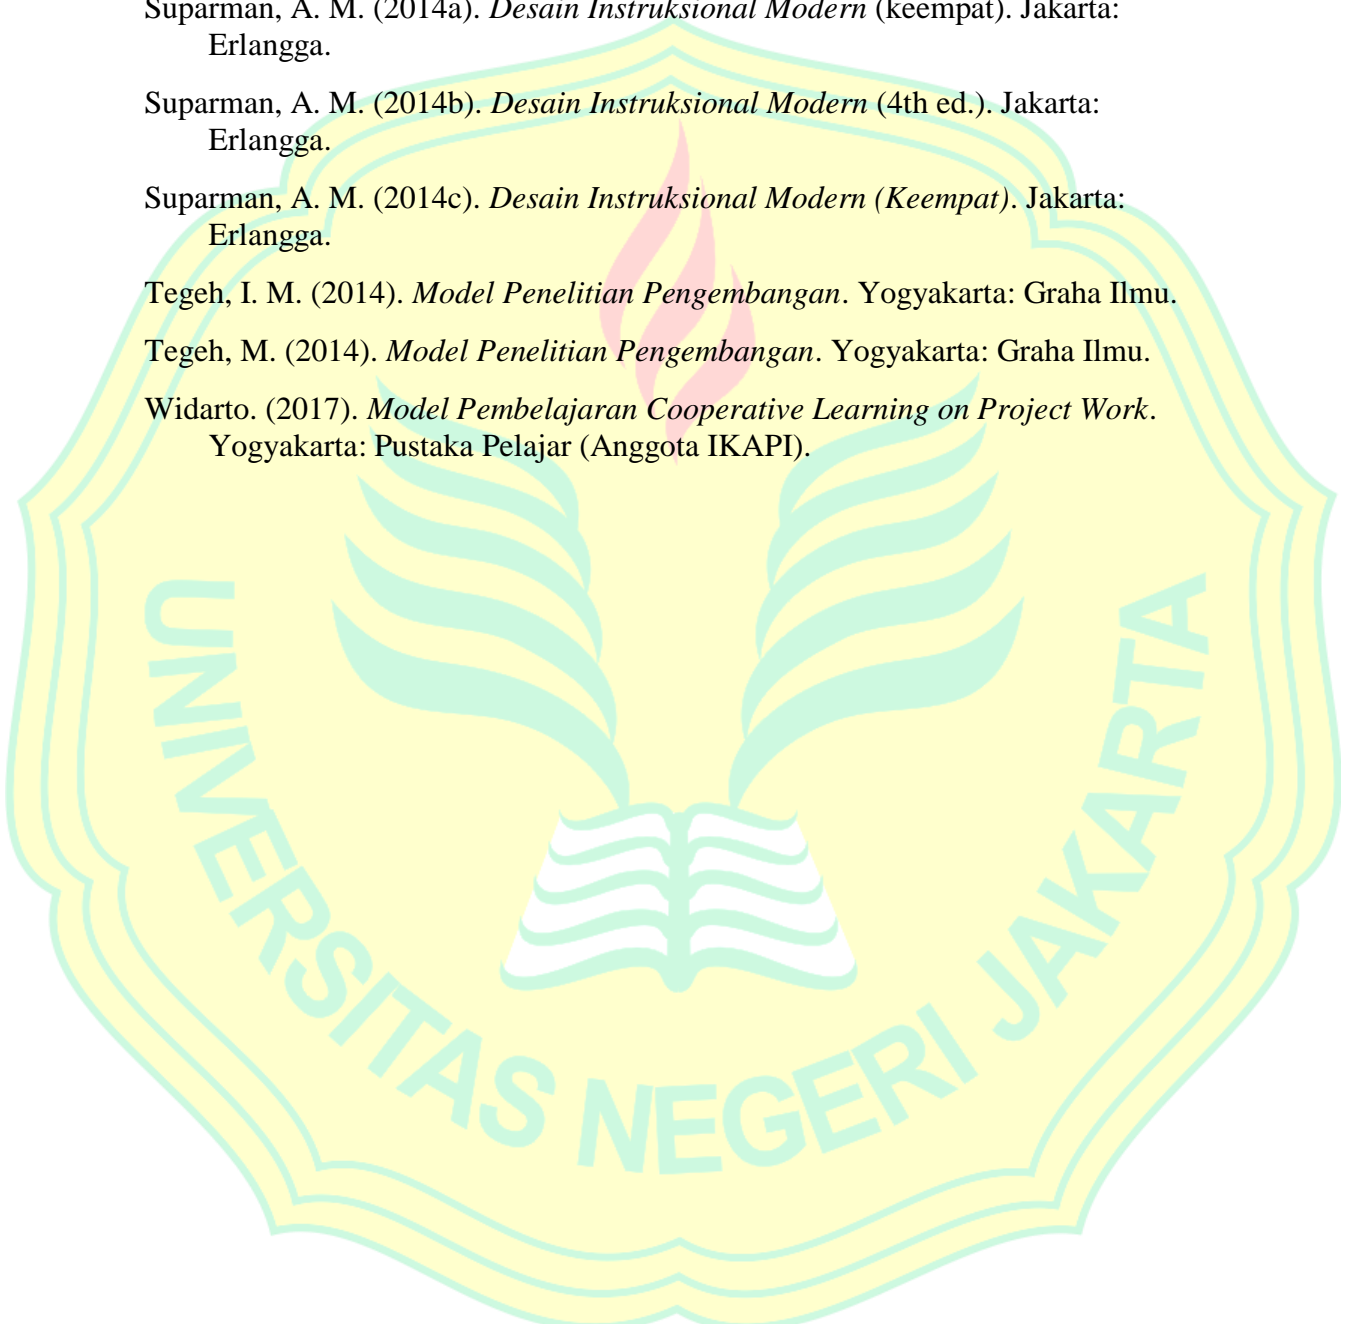 Suparman, A. M. (2014a). Desain Instruksional Modern (keempat). Jakarta:
Erlangga.
Suparman, A. M. (2014b). Desain Instruksional Modern (4th ed.). Jakarta:
Erlangga.
Suparman, A. M. (2014c). Desain Instruksional Modern (Keempat). Jakarta:
Erlangga.
Tegeh, I. M. (2014). Model Penelitian Pengembangan. Yogyakarta: Graha Ilmu.
Tegeh, M. (2014). Model Penelitian Pengembangan. Yogyakarta: Graha Ilmu.
Widarto. (2017). Model Pembelajaran Cooperative Learning on Project Work.
Yogyakarta: Pustaka Pelajar (Anggota IKAPI).
UNIVERSITAS NEGERI JAKARTA